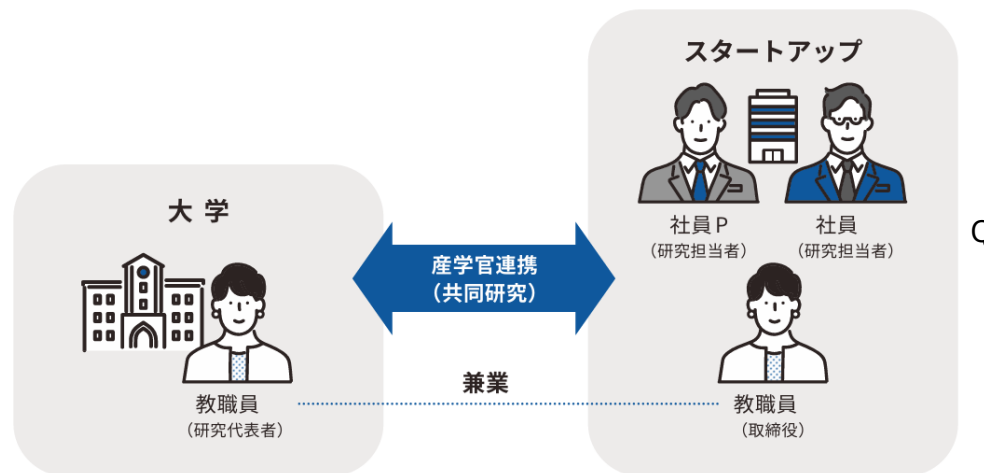 スタートアップ
社員P
（研究担当者）
社員
（研究担当者）
Q
大 学
産学官連携
（共同研究）
兼業
教職員
（研究代表者）
教職員
（取締役）